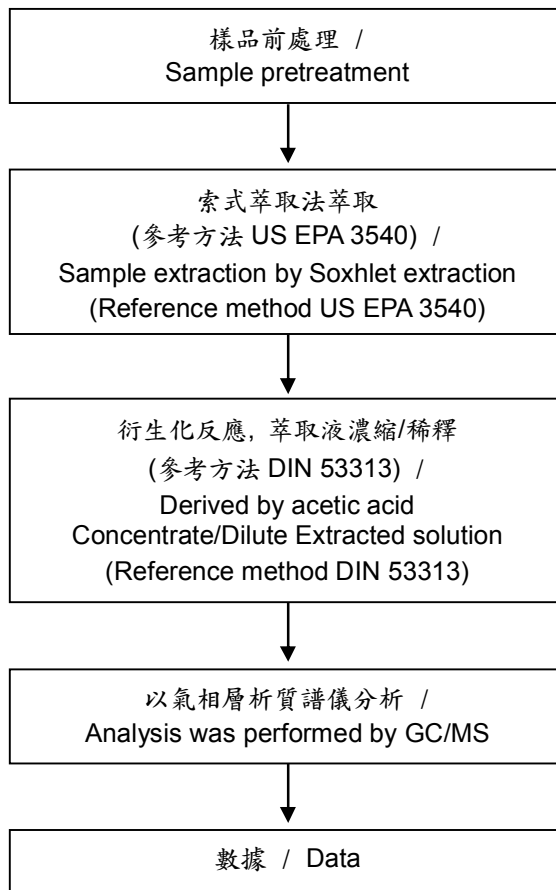 樣品前處理 /
Sample pretreatment
索式萃取法萃取
(參考方法 US EPA 3540) /
Sample extraction by Soxhlet extraction
(Reference method US EPA 3540)
衍生化反應, 萃取液濃縮/稀釋
(參考方法 DIN 53313) /
Derived by acetic acid
Concentrate/Dilute Extracted solution
(Reference method DIN 53313)
以氣相層析質譜儀分析 /
Analysis was performed by GC/MS
數據 / Data